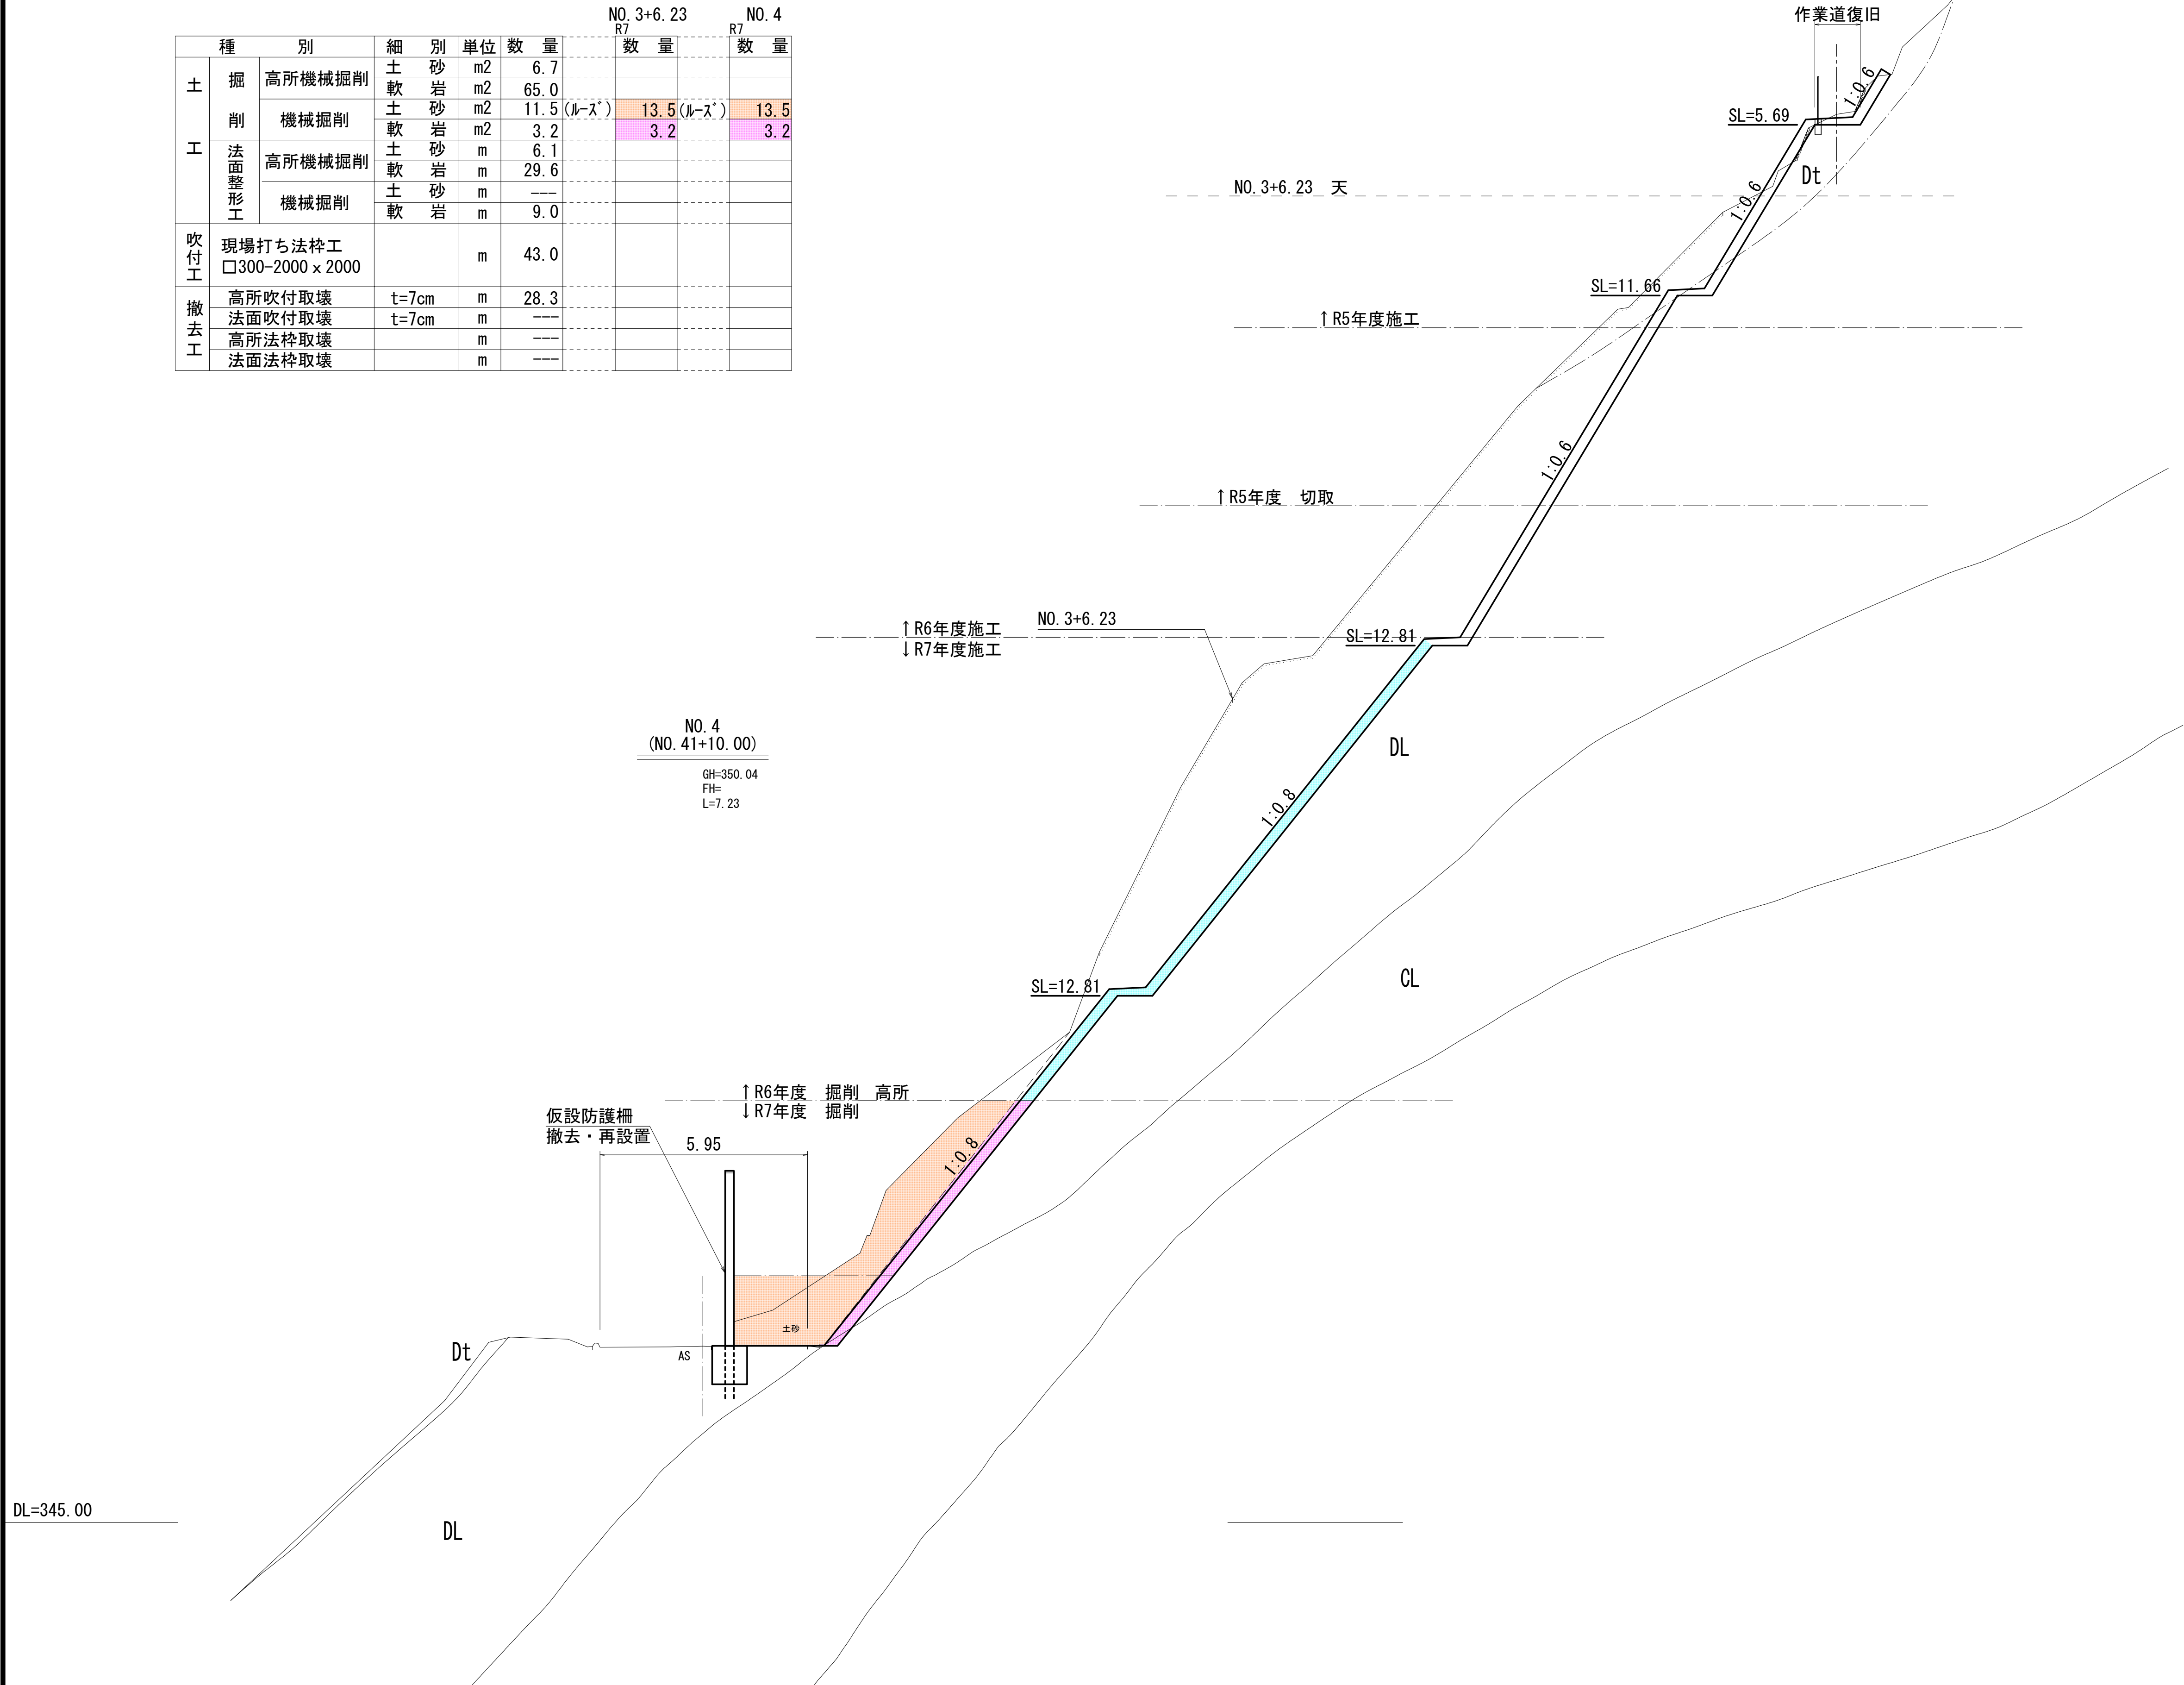 NO.3+6.23 NO.4
R7 R7
種 別 細 別 単位 数 量 数 量 数 量
土工 掘削 高所機械掘削 土 砂 m2 6.7
軟 岩 m2 65.0
機械掘削 土 砂 m2 11.5 (ﾙｰｽﾞ) 13.5 (ﾙｰｽﾞ) 13.5
軟 岩 m2 3.2 3.2 3.2
法面整形工 高所機械掘削 土 砂 m 6.1
軟 岩 m 29.6
機械掘削 土 砂 m ---
軟 岩 m 9.0
吹付工 現場打ち法枠工 m 43.0
□300-2000x2000
撤去工 高所吹付取壊 t=7cm m 28.3
法面吹付取壊 t=7cm m ---
高所法枠取壊 m ---
法面法枠取壊 m ---
作業道復旧
1:0.6
SL=5.69
Dt
NO.3+6.23 天
1:0.6
SL=11.66
↑R5年度施工
1:0.6
↑R5年度 切取
↑R6年度施工
↓R7年度施工
NO.3+6.23
SL=12.81
NO.4
(NO.41+10.00)
GH=350.04
FH=
L=7.23
DL
1:0.8
CL
SL=12.81
↑R6年度 掘削 高所
↓R7年度 掘削
仮設防護柵
撤去・再設置
5.95
1:0.8
土砂
AS
Dt
DL=345.00
DL